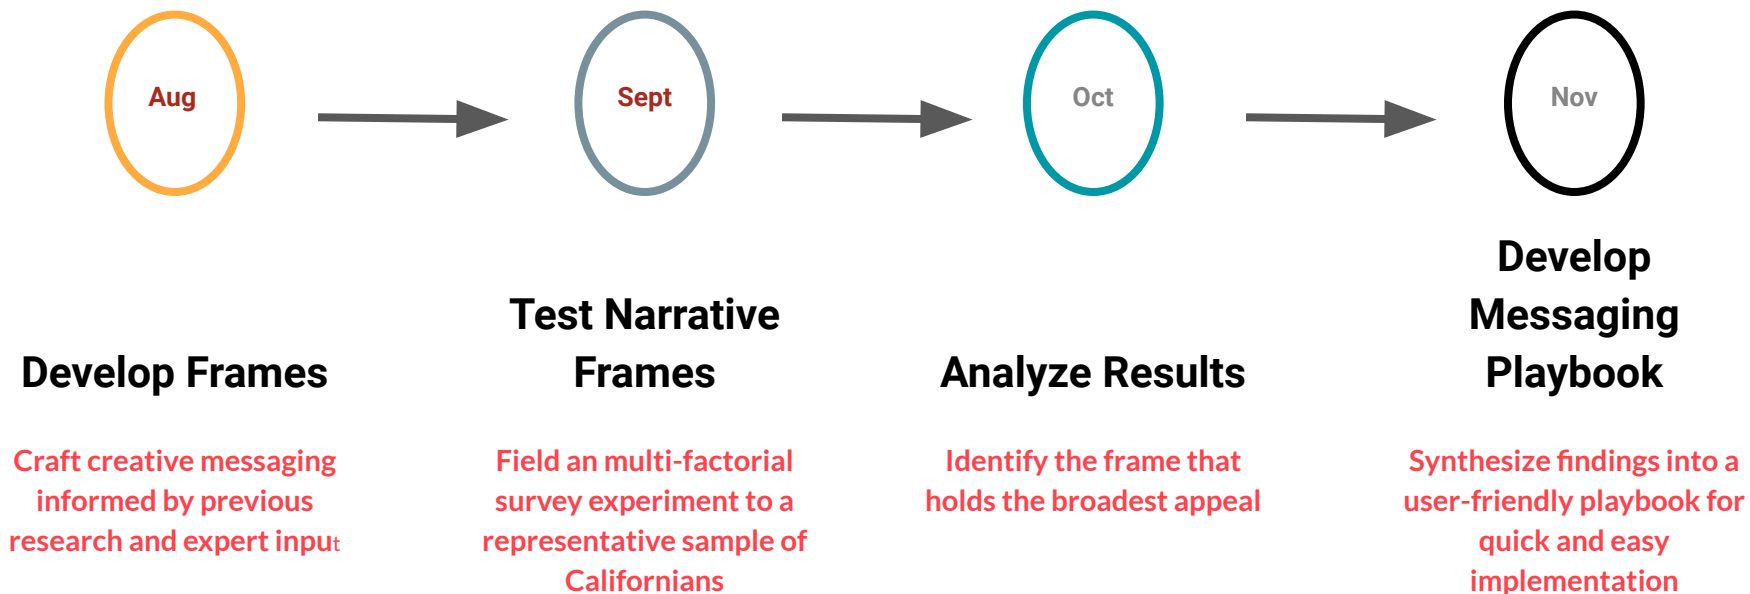 Aug
Sept
Oct
Nov
Develop Frames
Test Narrative
Frames
Analyze Results
Develop
Messaging
Playbook
Craft creative messaging
informed by previous
research and expert input
Field an multi-factorial
survey experiment to a
representative sample of
Californians
Identify the frame that
holds the broadest appeal
Synthesize findings into a
user-friendly playbook for
quick and easy
implementation